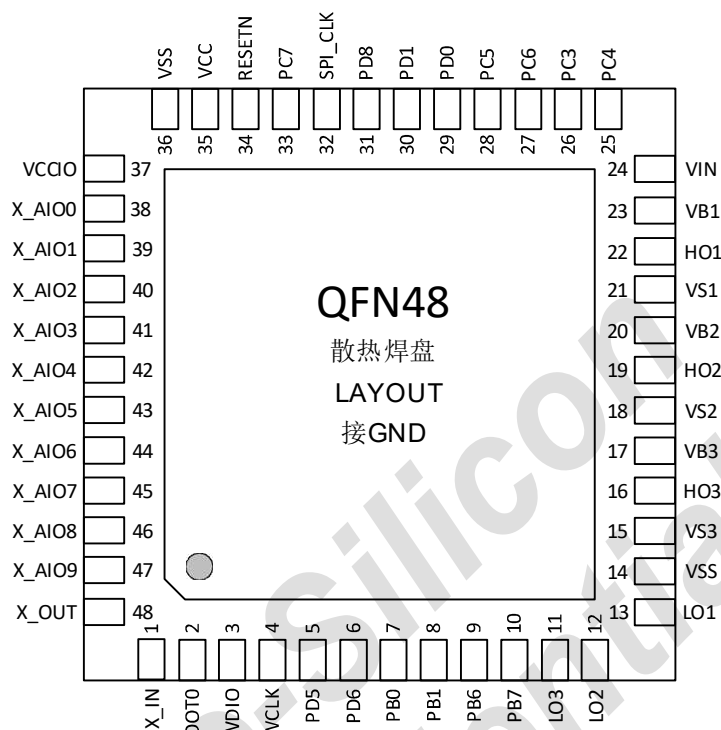 VSS VCC RESETN PC7 SPI_CLK PD8 PD1 PD0 PC5 PC6 PC3 PC4
36 35 34 33 32 31 30 29 28 27 26 25
VCCIO 37 24 VIN
X_AIO0 38 23 VB1
X_AIO1 39 22 HO1
X_AIO2 40 21 VS1
X_AIO3 41 20 VB2
X_AIO4 42 19 HO2
X_AIO5 43 18 VS2
X_AIO6 44 17 VB3
X_AIO7 45 16 HO3
X_AIO8 46 15 VS3
X_AIO9 47 14 VSS
X_OUT 48 13 LO1
QFN48
散热焊盘
LAYOUT
接GND
1 2 3 4 5 6 7 8 9 10 11 12
X_IN OOT0 WDIO WCLK PD5 PD6 PB0 PB1 PB6 PB7 LO3 LO2
-Silicon